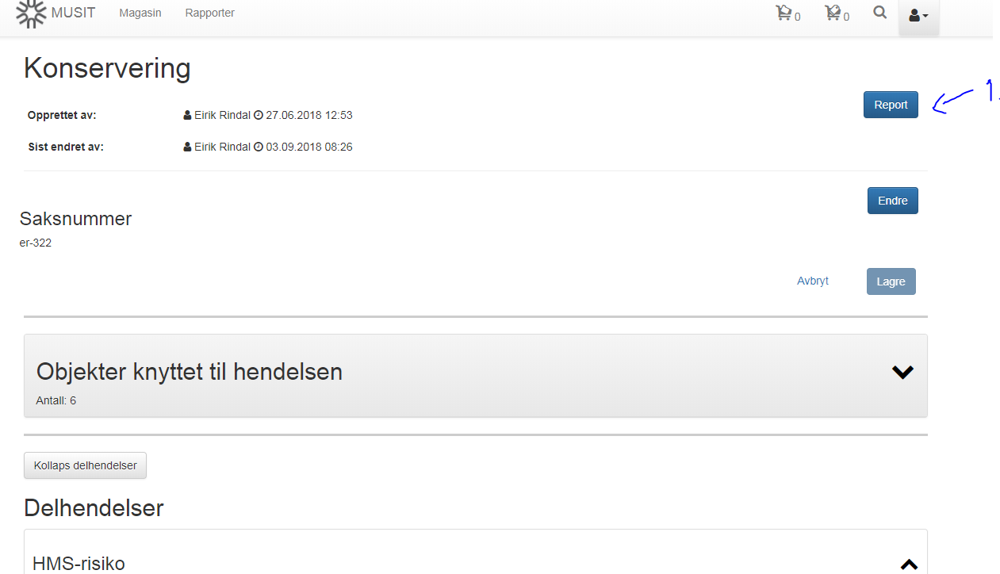 MUSIT Magasin Rapporter 0 0
Konservering
Report
1.
Opprettet av: Eirik Rindal 27.06.2018 12:53
Sist endret av: Eirik Rindal 03.09.2018 08:26
Endre
Saksnummer
er-322
Avbryt Lagre
Objekter knyttet til hendelsen
Antall: 6
Kollaps delhendelser
Delhendelser
HMS-risiko